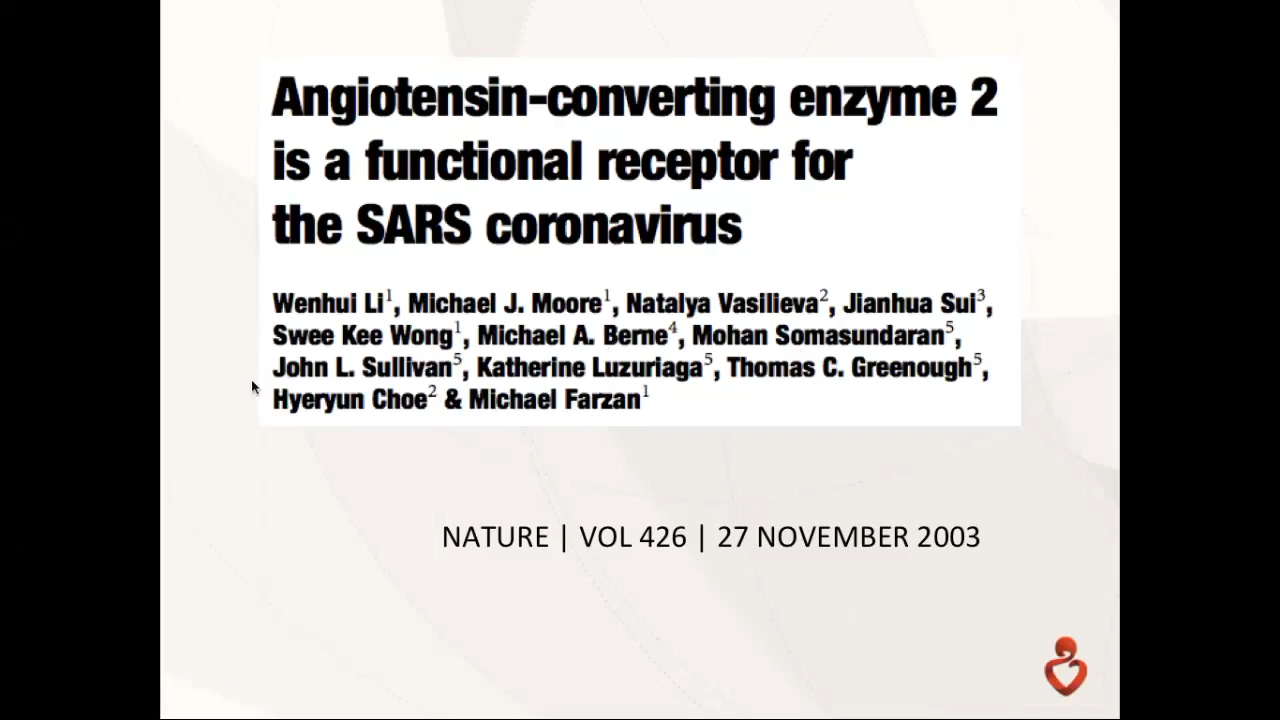 Angiotensin-converting enzyme 2
is a functional receptor for
the SARS coronavirus
Wenhui Li¹, Michael J. Moore¹, Natalya Vasilieva², Jianhua Sui³,
Swee Kee Wong¹, Michael A. Berne⁴, Mohan Somasundaran⁵,
John L. Sullivan⁵, Katherine Luzuriaga⁵, Thomas C. Greenough⁵,
Hyeryun Choe² & Michael Farzan¹
NATURE | VOL 426 | 27 NOVEMBER 2003